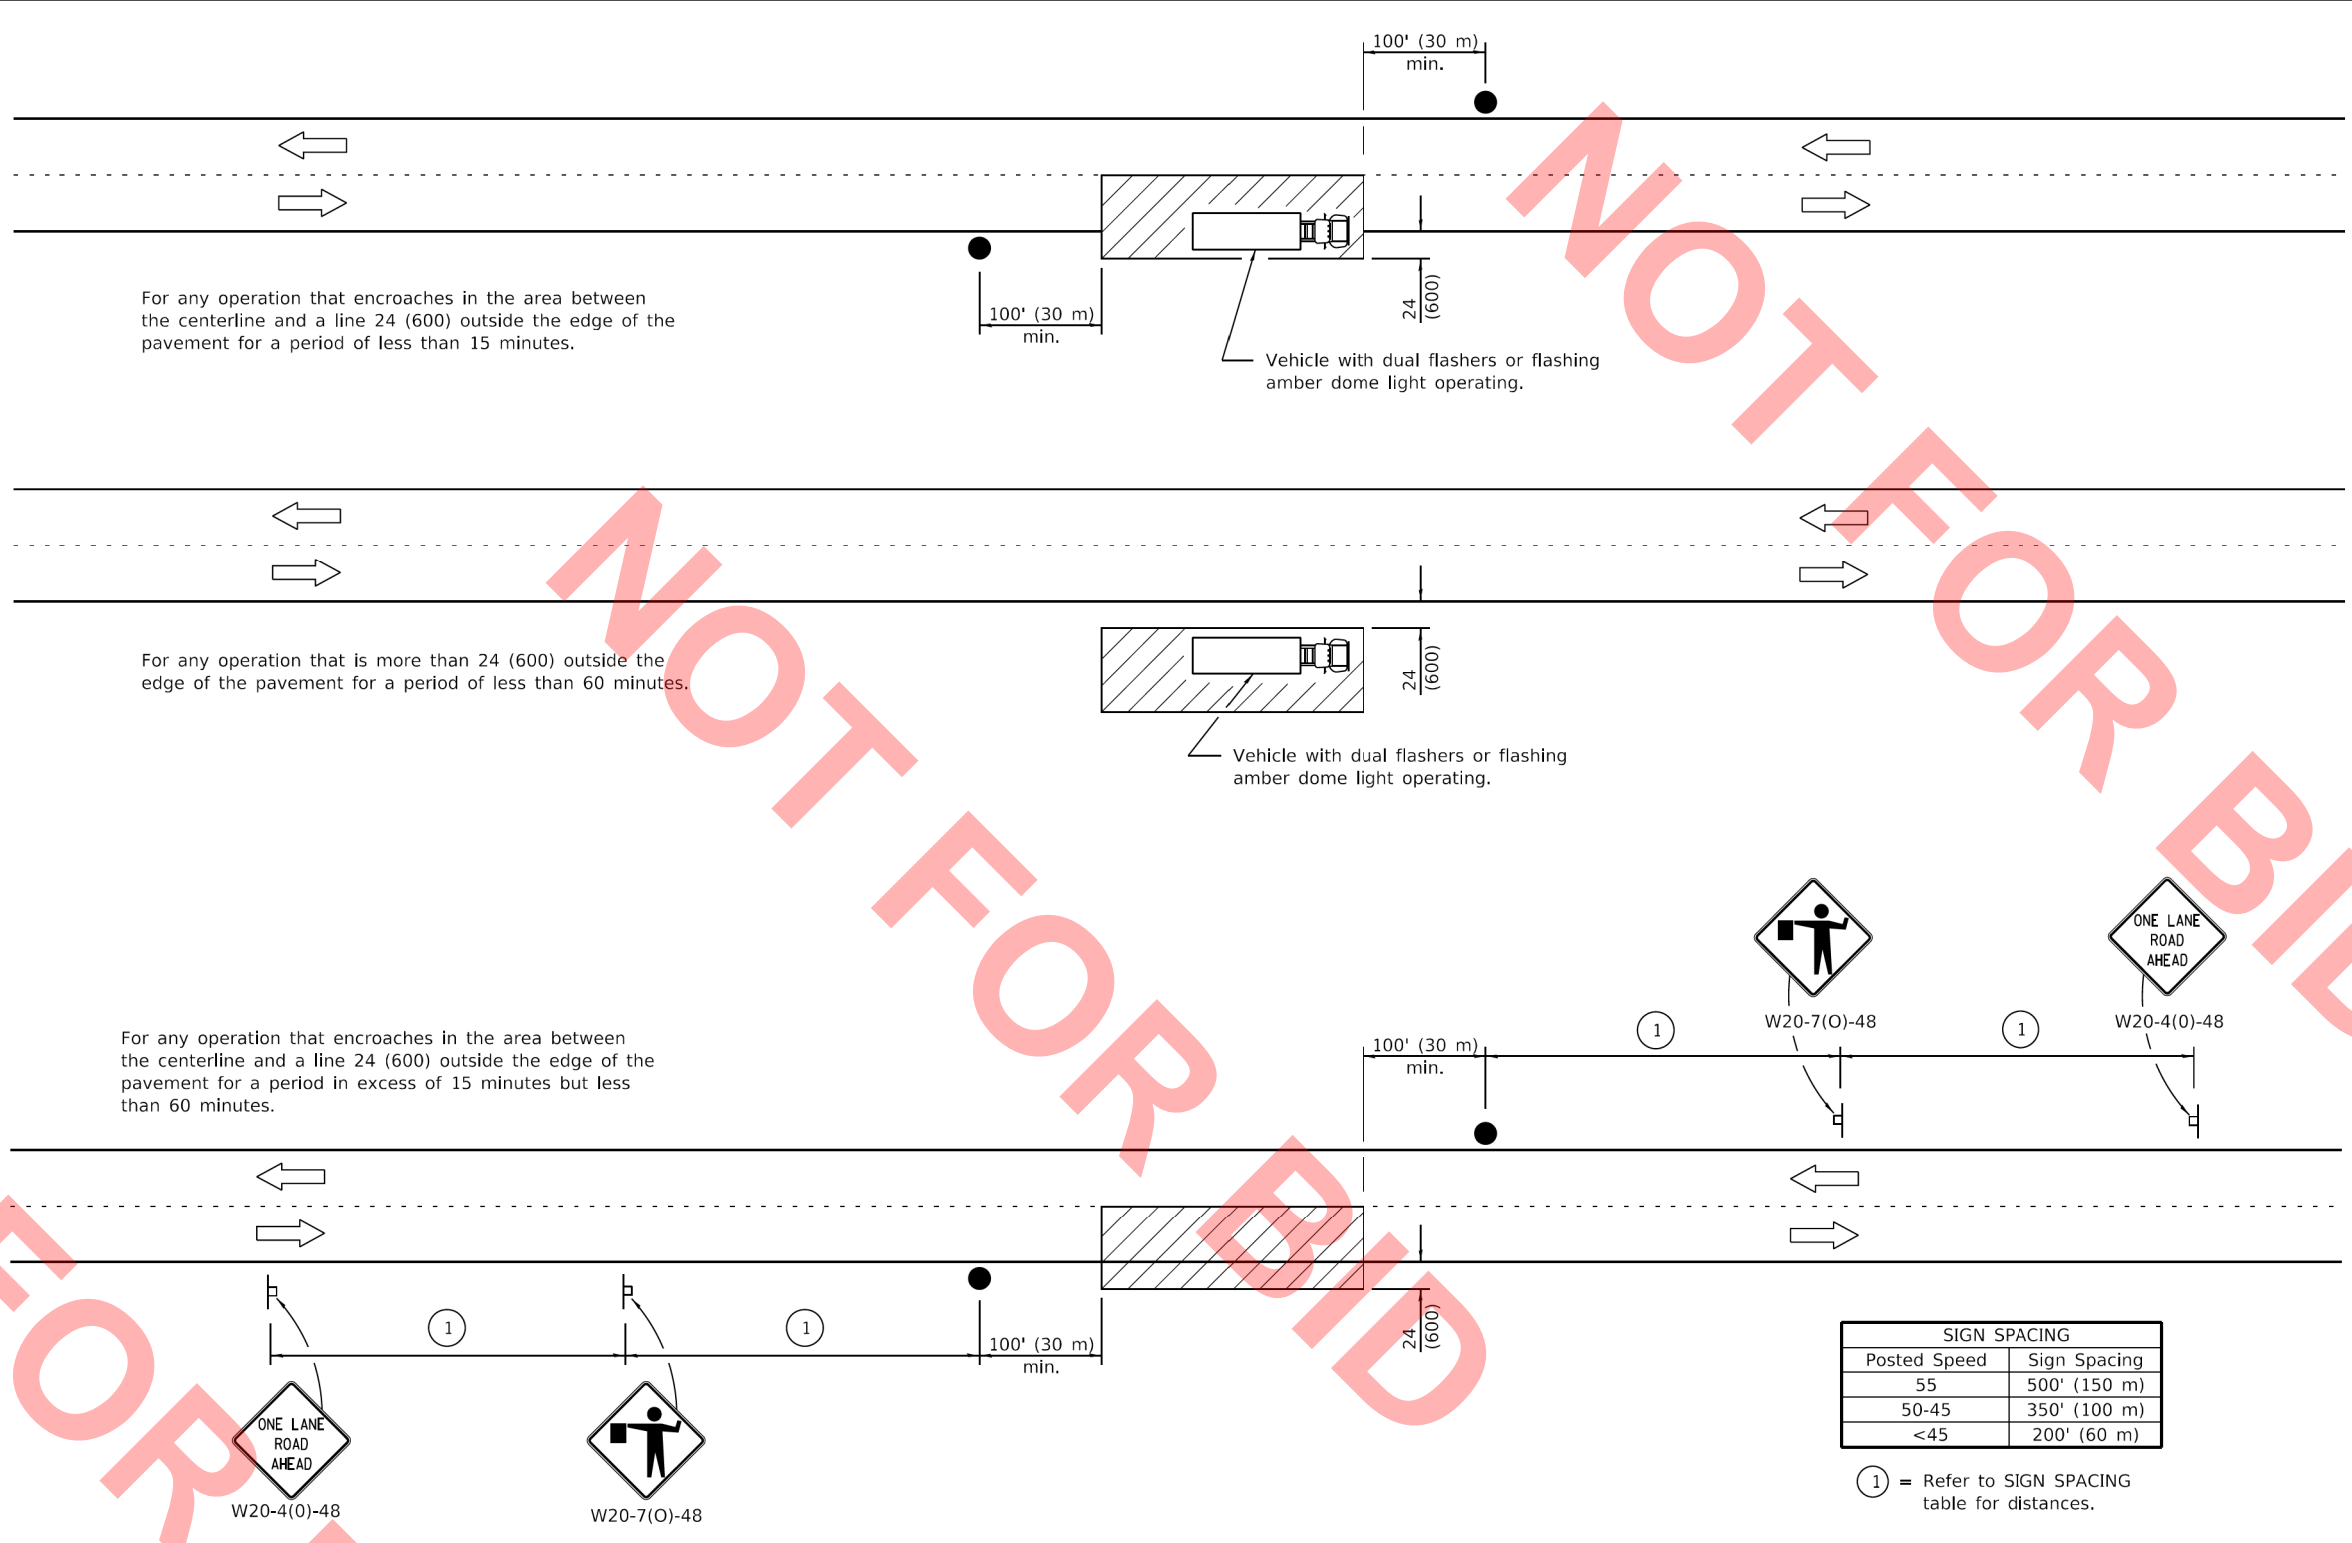 100' (30 m)
min.
For any operation that encroaches in the area between
the centerline and a line 24 (600) outside the edge of the
pavement for a period of less than 15 minutes.
100' (30 m)
min.
24
(600)
Vehicle with dual flashers or flashing
amber dome light operating.
For any operation that is more than 24 (600) outside the
edge of the pavement for a period of less than 60 minutes.
24
(600)
Vehicle with dual flashers or flashing
amber dome light operating.
For any operation that encroaches in the area between
the centerline and a line 24 (600) outside the edge of the
pavement for a period in excess of 15 minutes but less
than 60 minutes.
ONE LANE
ROAD
AHEAD
W20-7(O)-48
W20-4(0)-48
1
1
100' (30 m)
min.
1
1
100' (30 m)
min.
24
(600)
ONE LANE
ROAD
AHEAD
W20-4(0)-48
W20-7(O)-48
SIGN SPACING
Posted Speed Sign Spacing
55 500' (150 m)
50-45 350' (100 m)
<45 200' (60 m)
1 = Refer to SIGN SPACING
table for distances.
NOT FOR BID
NOT FOR BID
FOR